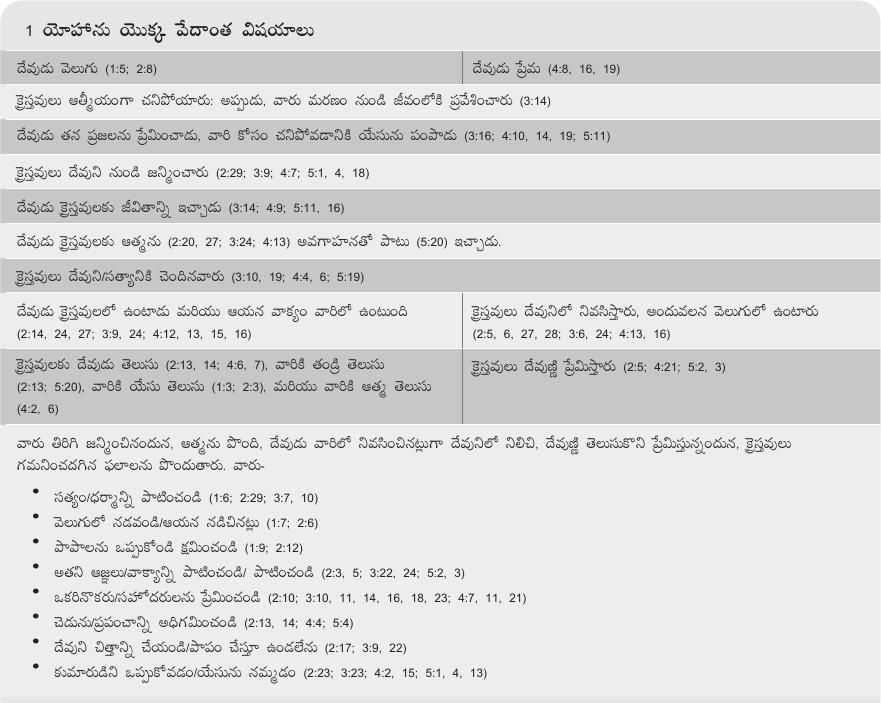 1 యోహాను యొక్క వేదాంత విషయాలు
దేవుడు వెలుగు (1:5; 2:8)
దేవుడు ప్రేమ (4:8, 16, 19)
క్రైస్తవులు ఆత్మీయంగా చనిపోయారు: అప్పుడు, వారు మరణం నుండి జీవంలోకి ప్రవేశించారు (3:14)
దేవుడు తన ప్రజలను ప్రేమించాడు, వారి కోసం చనిపోవడానికి యేసును పంపాడు (3:16; 4:10, 14, 19; 5:11)
క్రైస్తవులు దేవుని నుండి జన్మించారు (2:29; 3:9; 4:7; 5:1, 4, 18)
దేవుడు క్రైస్తవులకు జీవితాన్ని ఇచ్చాడు (3:14; 4:9; 5:11, 16)
దేవుడు క్రైస్తవులకు ఆత్మను (2:20, 27; 3:24; 4:13) అవగాహనతో పాటు (5:20) ఇచ్చాడు.
క్రైస్తవులు దేవుని/సత్యానికి చెందినవారు (3:10, 19; 4:4, 6; 5:19)
దేవుడు క్రైస్తవులలో ఉంటాడు మరియు ఆయన వాక్యం వారిలో ఉంటుంది
(2:14, 24, 27; 3:9, 24; 4:12, 13, 15, 16)
క్రైస్తవులు దేవునిలో నివసిస్తారు, అందువలన వెలుగులో ఉంటారు
(2:5, 6, 27, 28; 3:6, 24; 4:13, 16)
క్రైస్తవులకు దేవుడు తెలుసు (2:13, 14; 4:6, 7), వారికి తండ్రి తెలుసు
(2:13; 5:20), వారికి యేసు తెలుసు (1:3; 2:3), మరియు వారికి ఆత్మ తెలుసు
(4:2, 6)
క్రైస్తవులు దేవుణ్ణి ప్రేమిస్తారు (2:5; 4:21; 5:2, 3)
వారు తిరిగి జన్మించినందున, ఆత్మను పొంది, దేవుడు వారిలో నివసించినట్లుగా దేవునిలో నిలిచి, దేవుణ్ణి తెలుసుకొని ప్రేమిస్తున్నందున, క్రైస్తవులు
గమనించదగిన ఫలాలను పొందుతారు. వారు-
• సత్యం/ధర్మాన్ని పాటించండి (1:6; 2:29; 3:7, 10)
• వెలుగులో నడవండి/ఆయన నడిచినట్లు (1:7; 2:6)
• పాపాలను ఒప్పుకోండి క్షమించండి (1:9; 2:12)
• అతని ఆజ్ఞలు/వాక్యాన్ని పాటించండి/ పాటించండి (2:3, 5; 3:22, 24; 5:2, 3)
• ఒకరినొకరు/సహోదరులను ప్రేమించండి (2:10; 3:10, 11, 14, 16, 18, 23; 4:7, 11, 21)
• చెడును/ప్రపంచాన్ని అధిగమించండి (2:13, 14; 4:4; 5:4)
• దేవుని చిత్తాన్ని చేయండి/పాపం చేస్తూ ఉండలేను (2:17; 3:9, 22)
• కుమారుడిని ఒప్పుకోవడం/యేసును నమ్మడం (2:23; 3:23; 4:2, 15; 5:1, 4, 13)